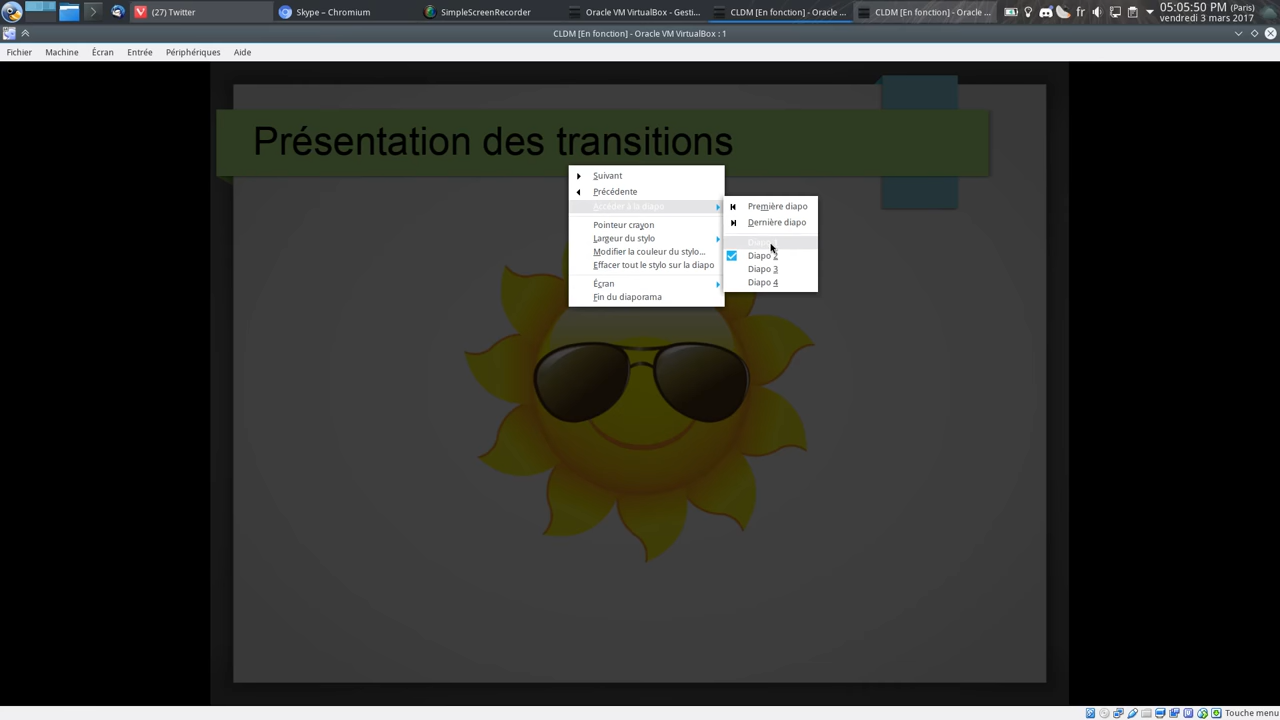 (27) Twitter
Skype – Chromium
SimpleScreenRecorder
Oracle VM VirtualBox - Gesti...
CLDM [En fonction] - Oracle ...
CLDM [En fonction] - Oracle ...
fr
05:05:50 PM (Paris)
vendredi 3 mars 2017
CLDM [En fonction] - Oracle VM VirtualBox : 1
Fichier
Machine
Écran
Entrée
Périphériques
Aide
Présentation des transitions
Suivant
Précédente
Accéder à la diapo
Pointeur crayon
Largeur du stylo
Modifier la couleur du stylo...
Effacer tout le stylo sur la diapo
Écran
Fin du diaporama
Première diapo
Dernière diapo
Diapo
Diapo 2
Diapo 3
Diapo 4
Touche menu